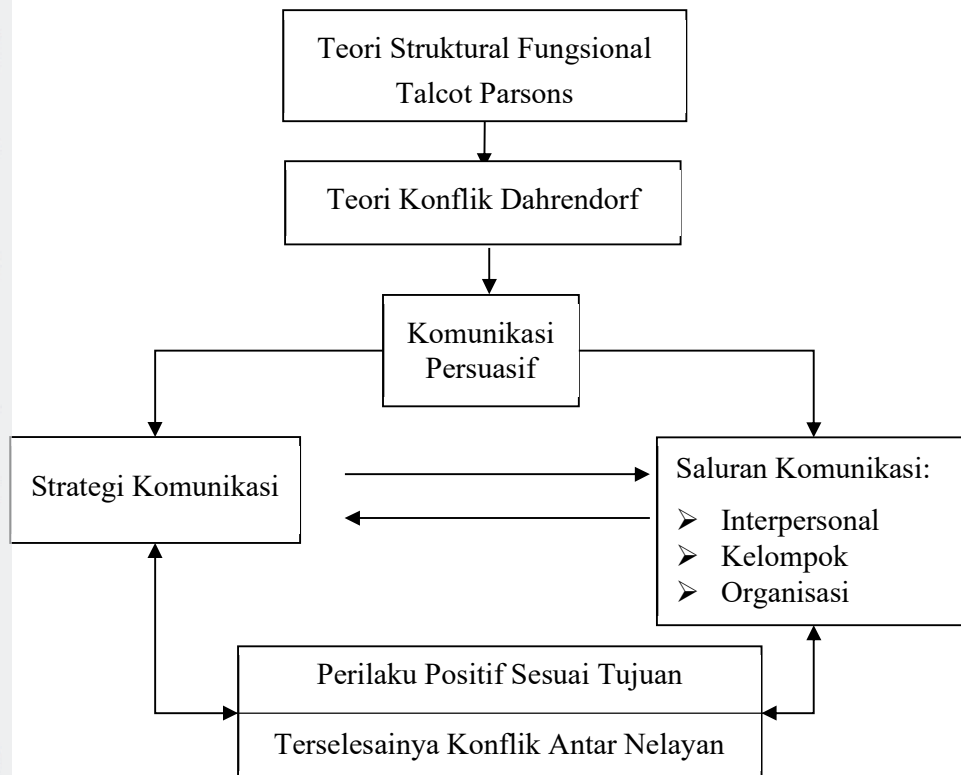 Teori Struktural Fungsional
Talcot Parsons
Teori Konflik Dahrendorf
Komunikasi
Persuasif
Strategi Komunikasi
Saluran Komunikasi:
➢ Interpersonal
➢ Kelompok
➢ Organisasi
Perilaku Positif Sesuai Tujuan
Terselesainya Konflik Antar Nelayan